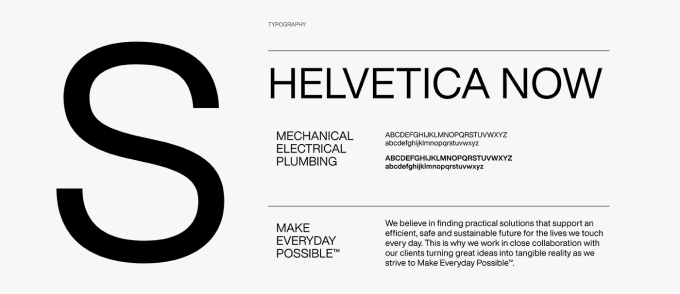 TYPOGRAPHY
S
HELVETICA NOW
MECHANICAL
ELECTRICAL
PLUMBING
ABCDEFGHIJKLMNOPQRSTUVWXYZ
abcdefghijklmnopqrstuvwxyz
ABCDEFGHIJKLMNOPQRSTUVWXYZ
abcdefghijklmnopqrstuvwxyz
MAKE
EVERYDAY
POSSIBLE™
We believe in finding practical solutions that support an
efficient, safe and sustainable future for the lives we touch
every day. This is why we work in close collaboration with
our clients turning great ideas into tangible reality as we
strive to Make Everyday Possible™.